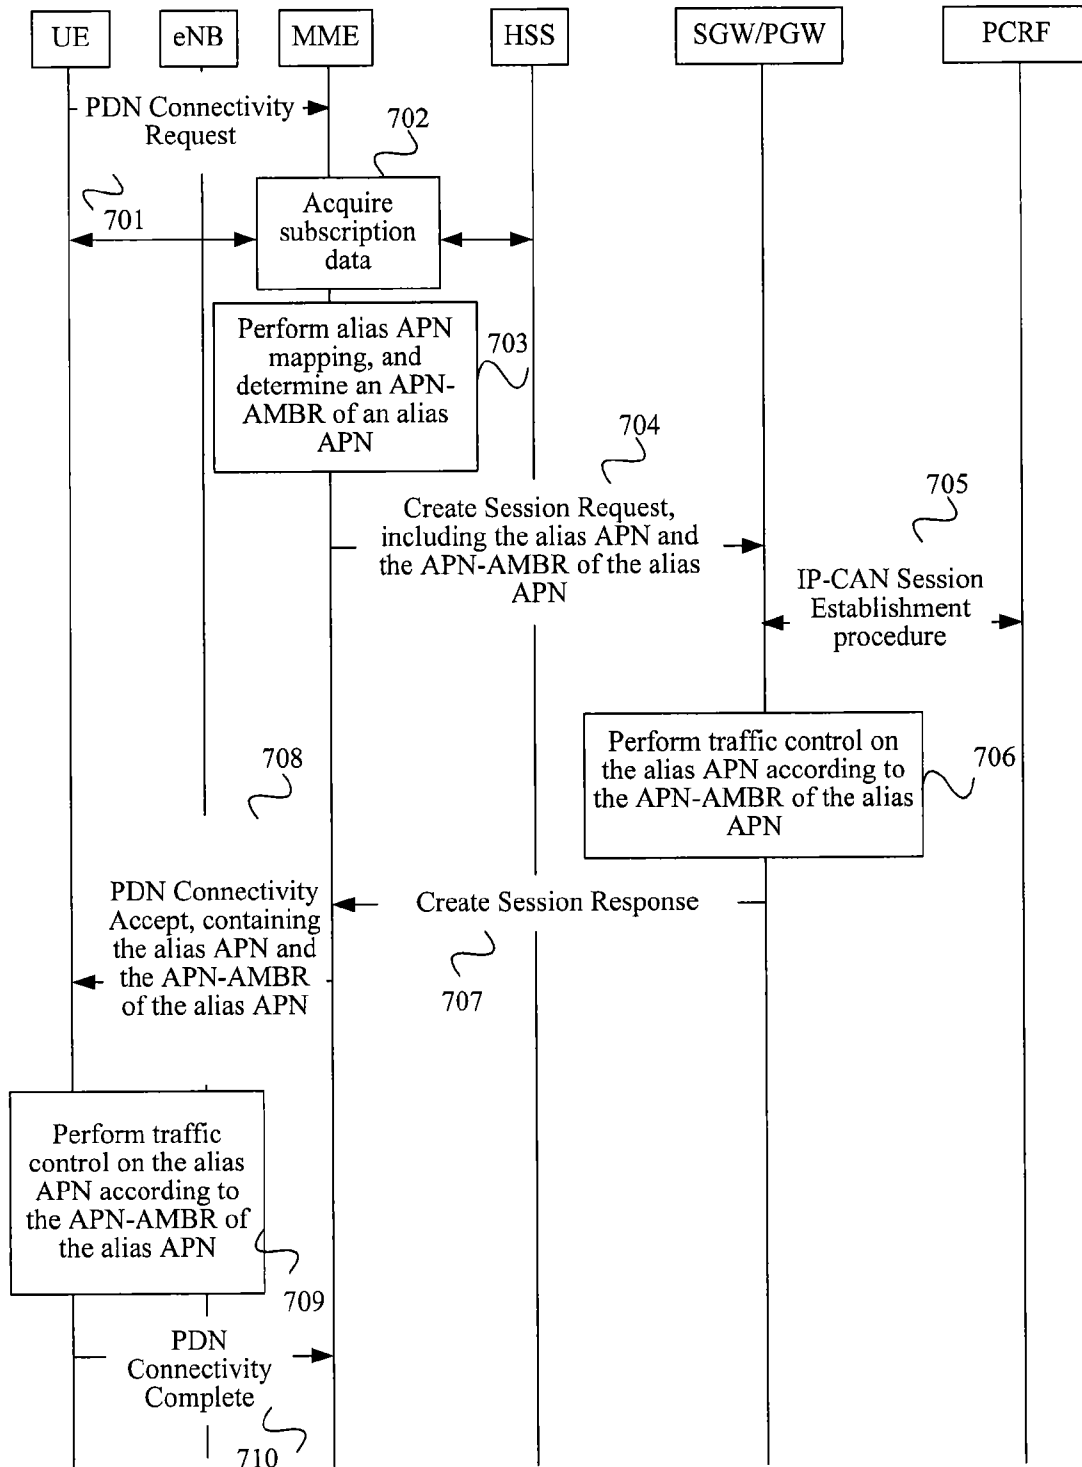 UE
eNB
MME
HSS
SGW/PGW
PCRF
PDN Connectivity
Request
701
702
Acquire
subscription
data
Perform alias APN
mapping, and
determine an APN-
AMBR of an alias
APN
703
704
Create Session Request,
including the alias APN and
the APN-AMBR of the alias
APN
705
IP-CAN Session
Establishment
procedure
Perform traffic control on
the alias APN according to
the APN-AMBR of the alias
APN
706
Create Session Response
707
708
PDN Connectivity
Accept, containing
the alias APN and
the APN-AMBR
of the alias APN
Perform traffic
control on the alias
APN according to
the APN-AMBR of
the alias APN
709
PDN
Connectivity
Complete
710